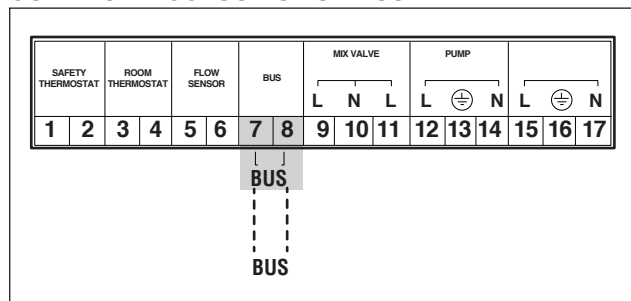 SAFETY THERMOSTAT ROOM THERMOSTAT FLOW SENSOR BUS MIX VALVE PUMP
L N L L N L N
1 2 3 4 5 6 7 8 9 10 11 12 13 14 15 16 17
BUS
BUS